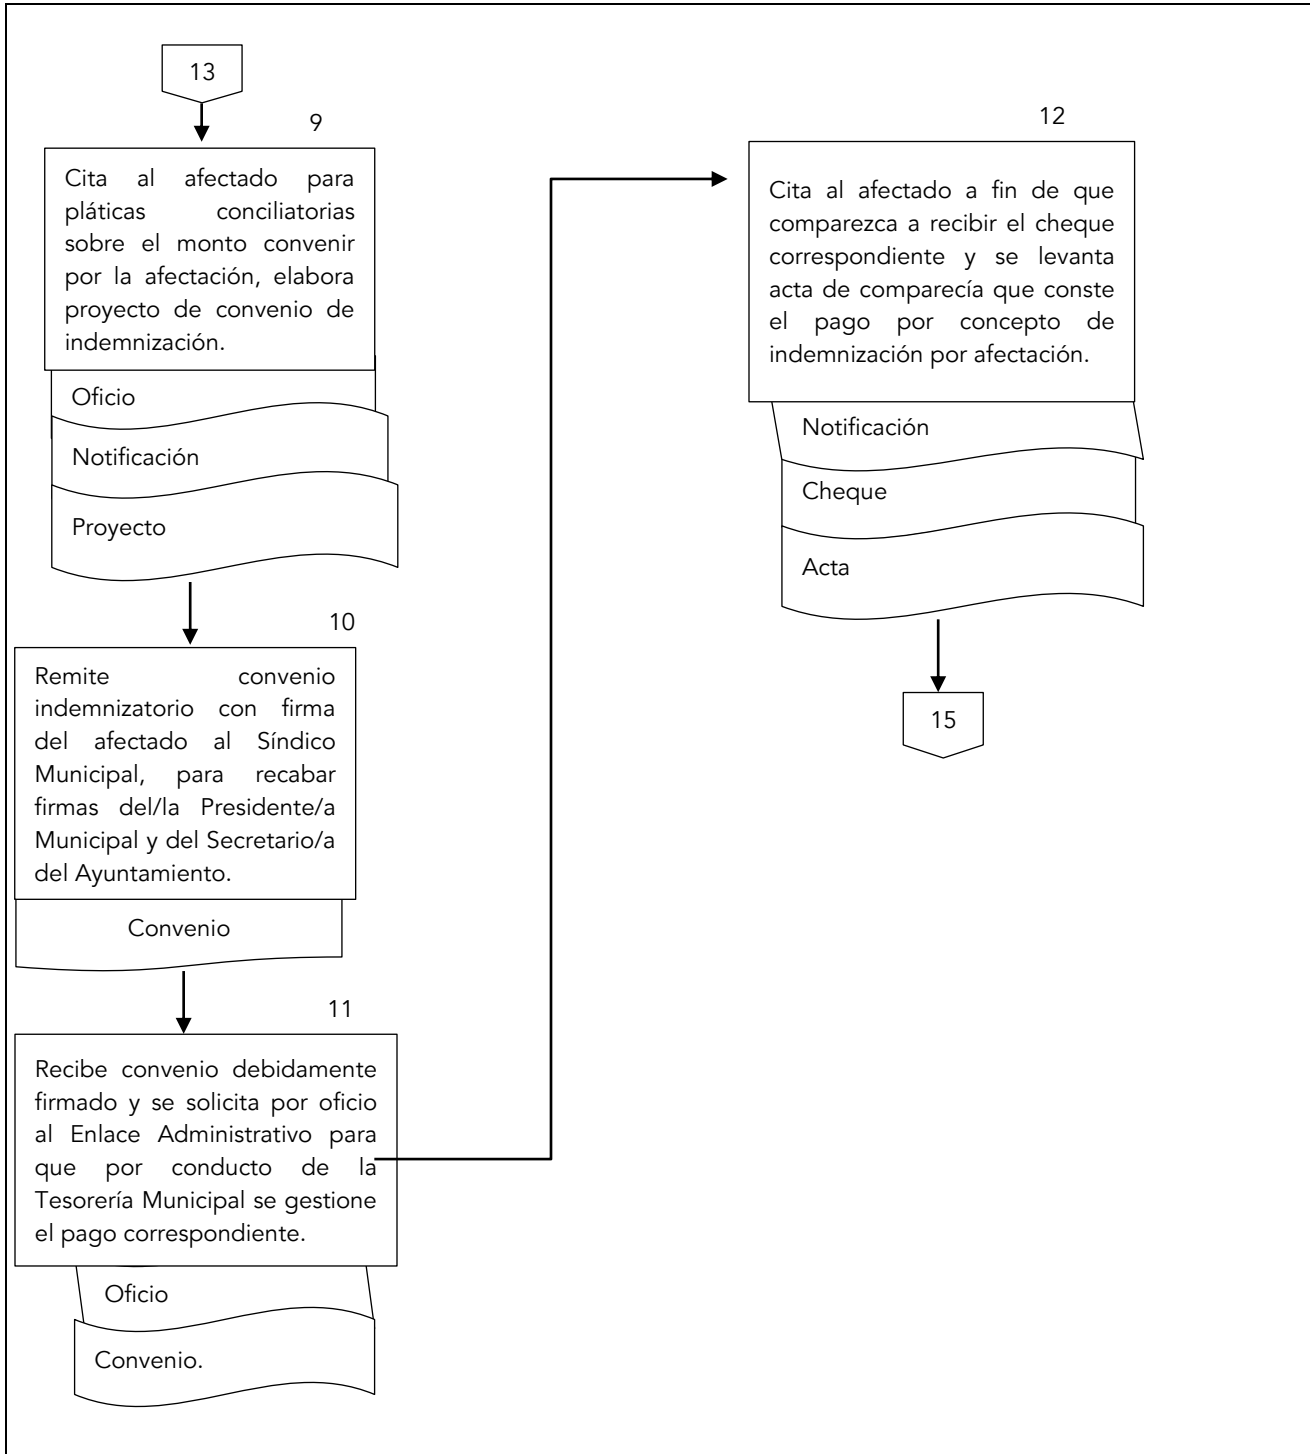 13
9
Cita al afectado para
pláticas conciliatorias
sobre el monto convenir
por la afectación, elabora
proyecto de convenio de
indemnización.
Oficio
Notificación
Proyecto
10
Remite convenio
indemnizatorio con firma
del afectado al Síndico
Municipal, para recabar
firmas del/la Presidente/a
Municipal y del Secretario/a
del Ayuntamiento.
Convenio
11
Recibe convenio debidamente
firmado y se solicita por oficio
al Enlace Administrativo para
que por conducto de la
Tesorería Municipal se gestione
el pago correspondiente.
Oficio
Convenio.
12
Cita al afectado a fin de que
comparezca a recibir el cheque
correspondiente y se levanta
acta de comparecía que conste
el pago por concepto de
indemnización por afectación.
Notificación
Cheque
Acta
15